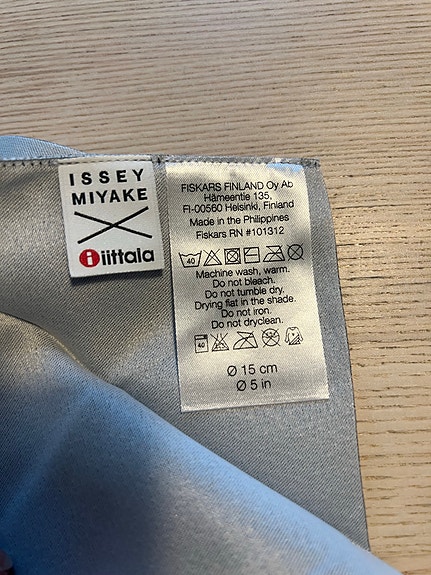 ISSEY
MIYAKE
iittala
FISKARS FINLAND Oy Ab
Hämeentie 135,
FI-00560 Helsinki, Finland
Made in the Philippines
Fiskars RN #101312
40
Machine wash, warm.
Do not bleach.
Do not tumble dry.
Drying flat in the shade.
Do not iron.
Do not dryclean.
40
Ø 15 cm
Ø 5 in